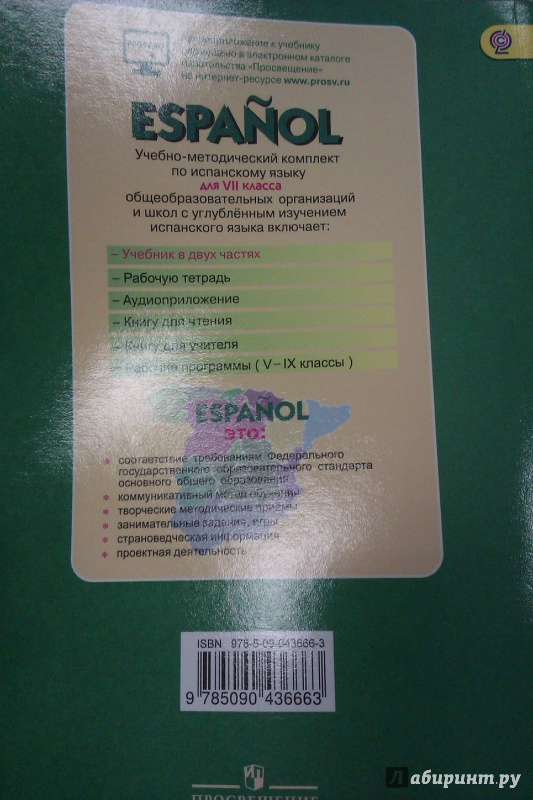 приложение к учебнику
размещено в электронном каталоге
издательства «Просвещение»
на интернет-ресурсе www.prosv.ru
ESPAÑOL
Учебно-методический комплект
по испанскому языку
для VII класса
общеобразовательных организаций
и школ с углублённым изучением
испанского языка включает:
– Учебник в двух частях
– Рабочую тетрадь
– Аудиоприложение
– Книгу для чтения
– Книгу для учителя
– Рабочие программы ( V–IX классы )
ESPAÑOL
это:
* соответствие требованиям Федерального
государственного образовательного стандарта
основного общего образования
* коммуникативный метод обучения
* творческие методические приёмы
* занимательные задания, игры
* страноведческая информация
* проектная деятельность
ISBN 978-5-09-043666-3
9 785090 436663
ПРОСВЕЩЕНИЕ
Лабиринт.ру